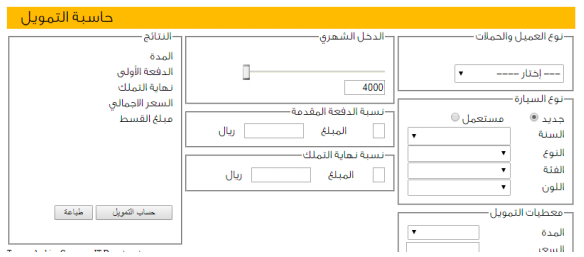 حاسبة التمويل
نوع العميل والحملات
--- إختار ----
نوع السيارة
جديد
مستعمل
السنة
النوع
الفئة
اللون
معطيات التمويل
المدة
السعر
الدخل الشهري
4000
نسبة الدفعة المقدمة
المبلغ
ريال
نسبة نهاية التملك
المبلغ
ريال
النتائج
المدة
الدفعة الأولى
نهاية التملك
السعر الاجمالي
مبلغ القسط
حساب التمويل
طباعة